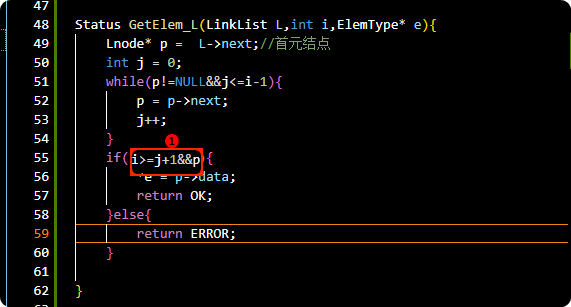 47
48 Status GetElem_L(LinkList L,int i,ElemType* e){
49 Lnode* p = L->next;//首元结点
50 int j = 0;
51 while(p!=NULL&&j<=i-1){
52 p = p->next;
53 j++;
54 }
1
55 if(i>=j+1&&p){
56 *e = p->data;
57 return OK;
58 }else{
59 return ERROR;
60 }
61
62 }